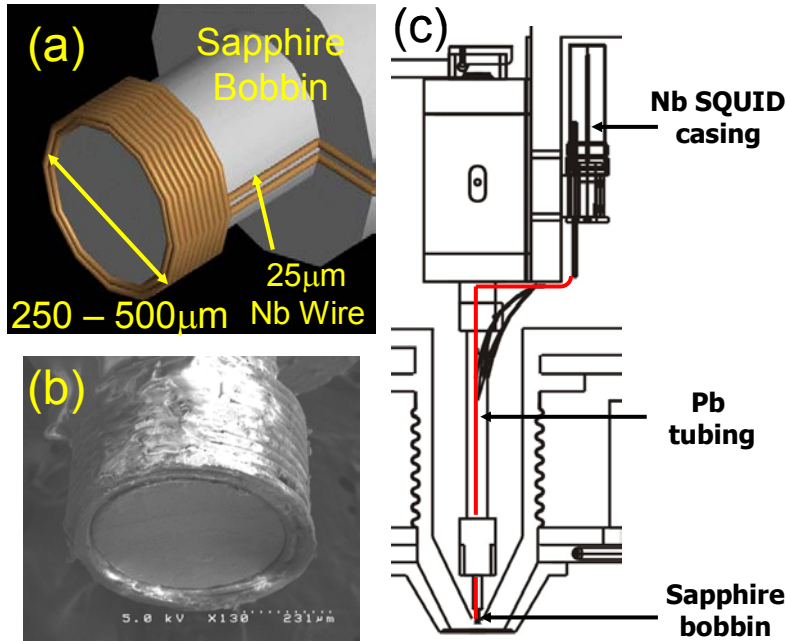 (a)
Sapphire
Bobbin
25μm
Nb Wire
250 – 500μm
(b)
5.0 kV X130 231μm
(c)
Nb SQUID
casing
Pb
tubing
Sapphire
bobbin